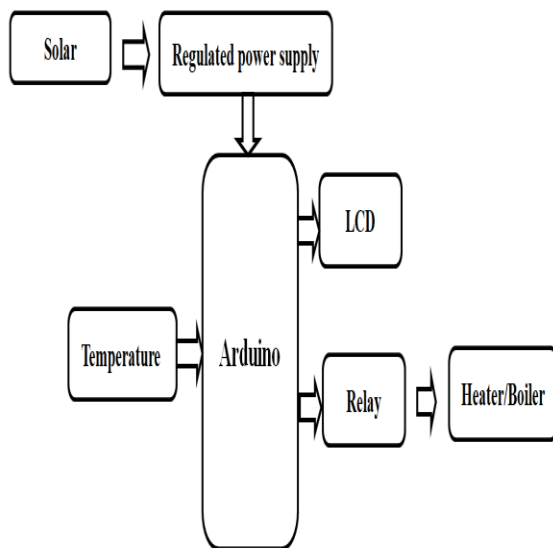 Solar
Regulated power supply
LCD
Temperature
Arduino
Relay
Heater/Boiler